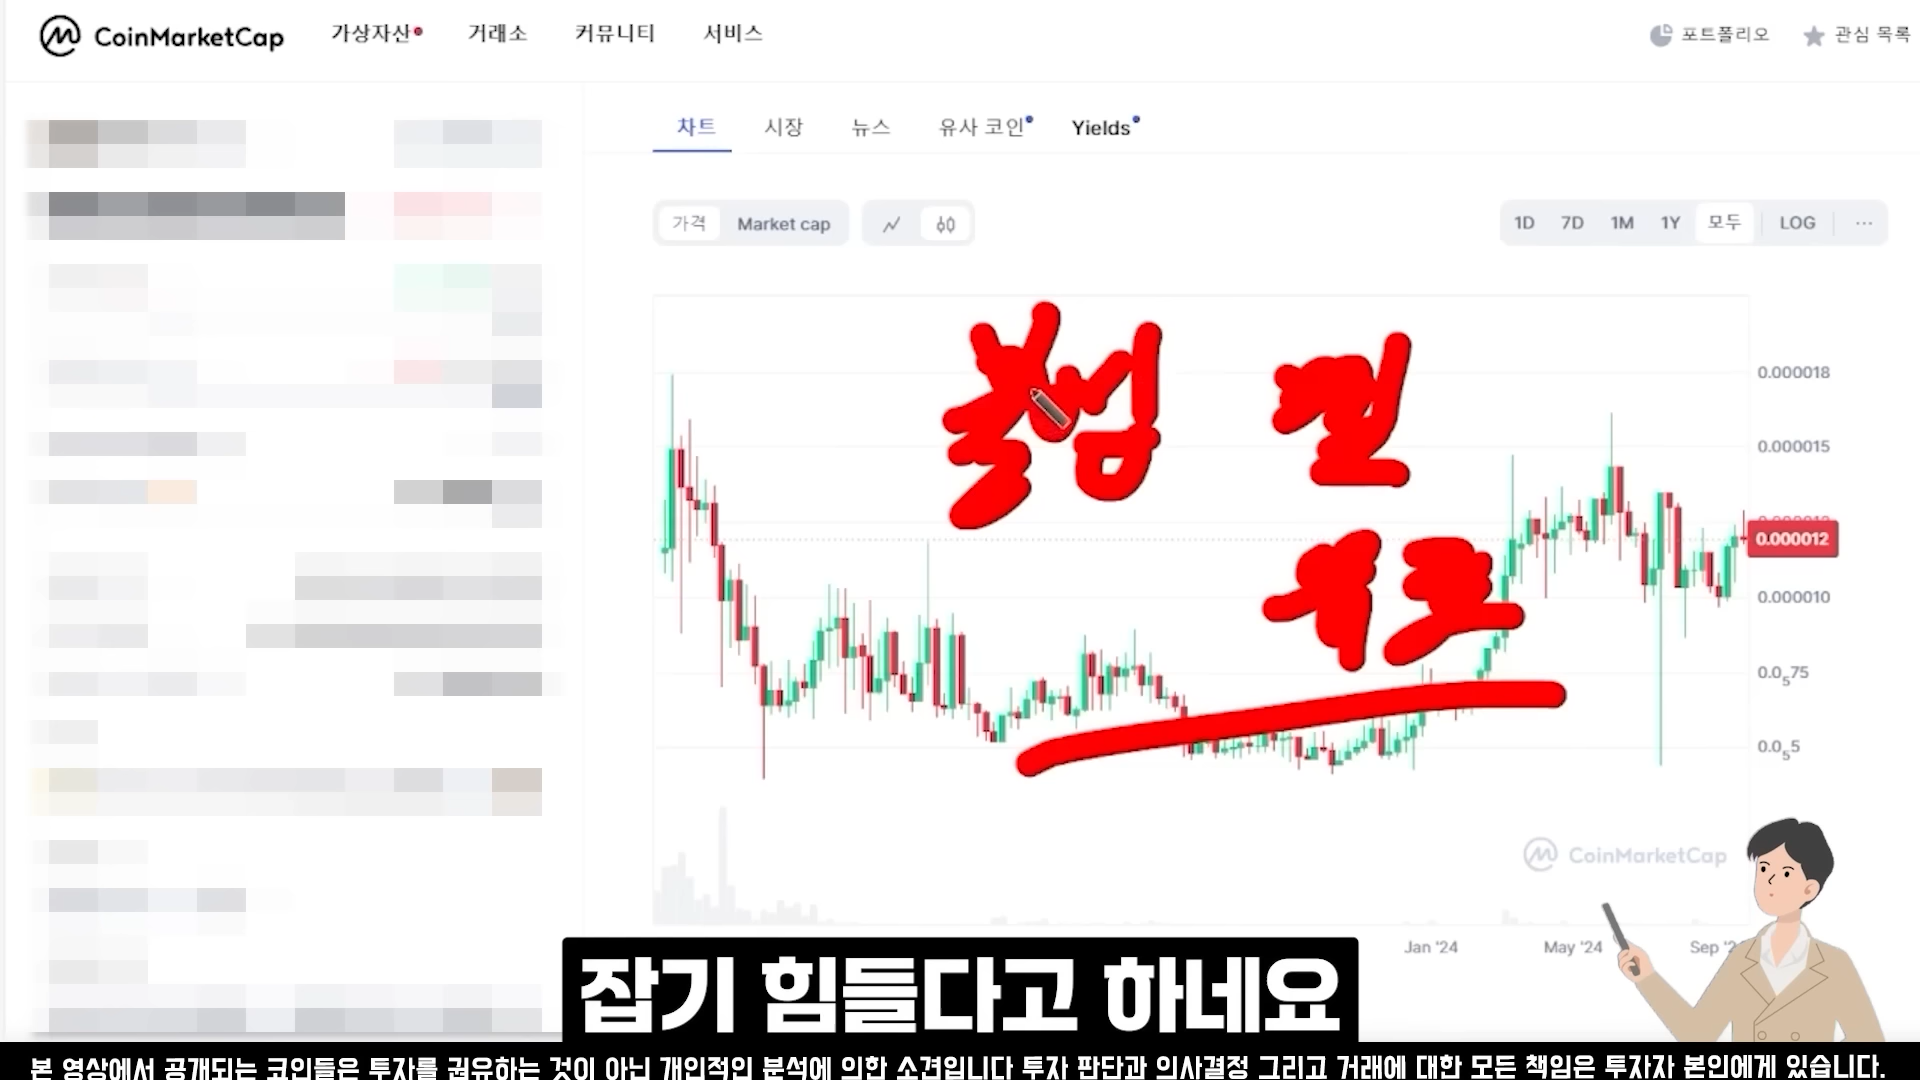 CoinMarketCap 가상자산 거래소 커뮤니티 서비스 포트폴리오 관심 목록
차트 시장 뉴스 유사 코인 Yields
가격 Market cap 1D 7D 1M 1Y 모두 LOG ...
불법
0.000018
0.000015
0.000012
0.000010
0.0₅75
0.0₅5
CoinMarketCap
Jan '24 May '24
잡기 힘들다고 하네요
본 영상에서 공개되는 코인들은 투자를 권유하는 것이 아닌 개인적인 분석에 의한 소견입니다 투자 판단과 의사결정 그리고 거래에 대한 모든 책임은 투자자 본인에게 있습니다.